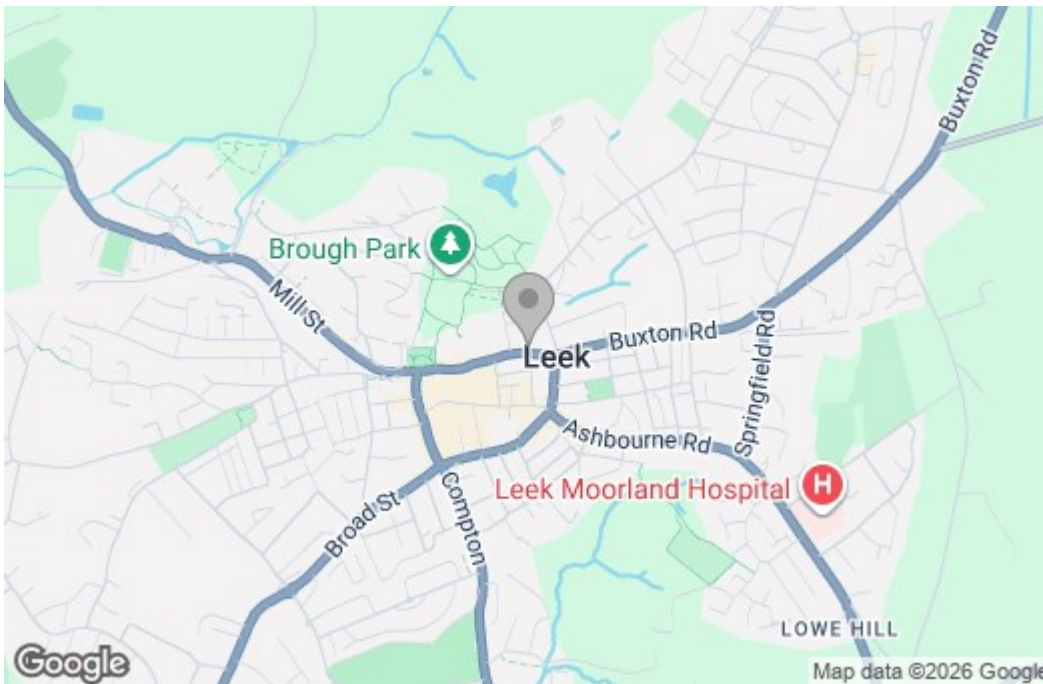 Buxton Rd
Brough Park
Mill St
Buxton Rd
Leek
Springfield Rd
Ashbourne Rd
Leek Moorland Hospital
H
Broad St
Compton
LOWE HILL
Google
Map data ©2026 Google